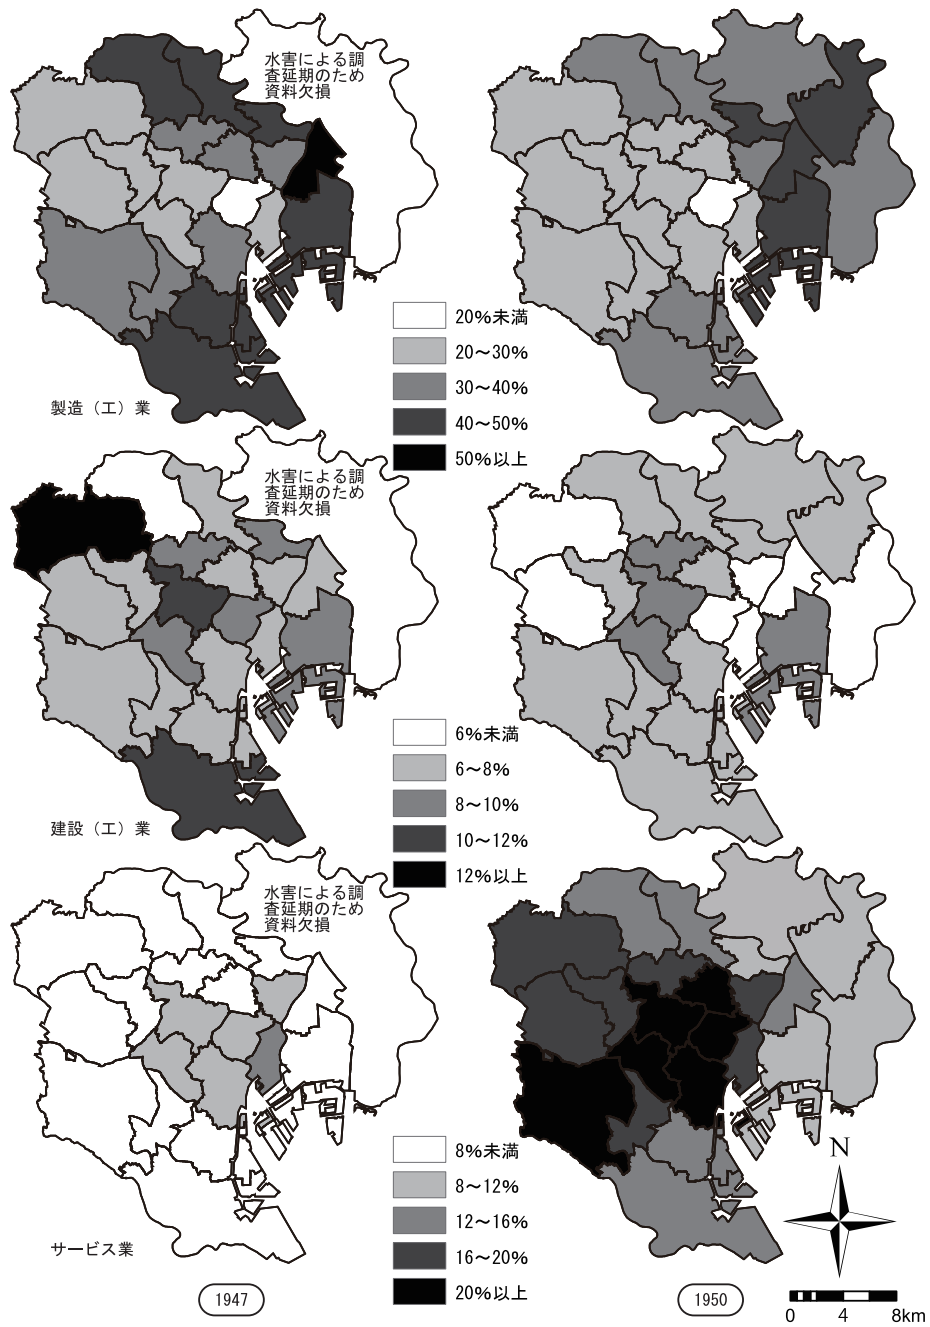 水害による調
査延期のため
資料欠損
20%未満
20～30%
30～40%
40～50%
50%以上
製造（工）業
水害による調
査延期のため
資料欠損
6%未満
6～8%
8～10%
10～12%
12%以上
建設（工）業
水害による調
査延期のため
資料欠損
8%未満
8～12%
12～16%
16～20%
20%以上
サービス業
N
1947
1950
0 4 8km